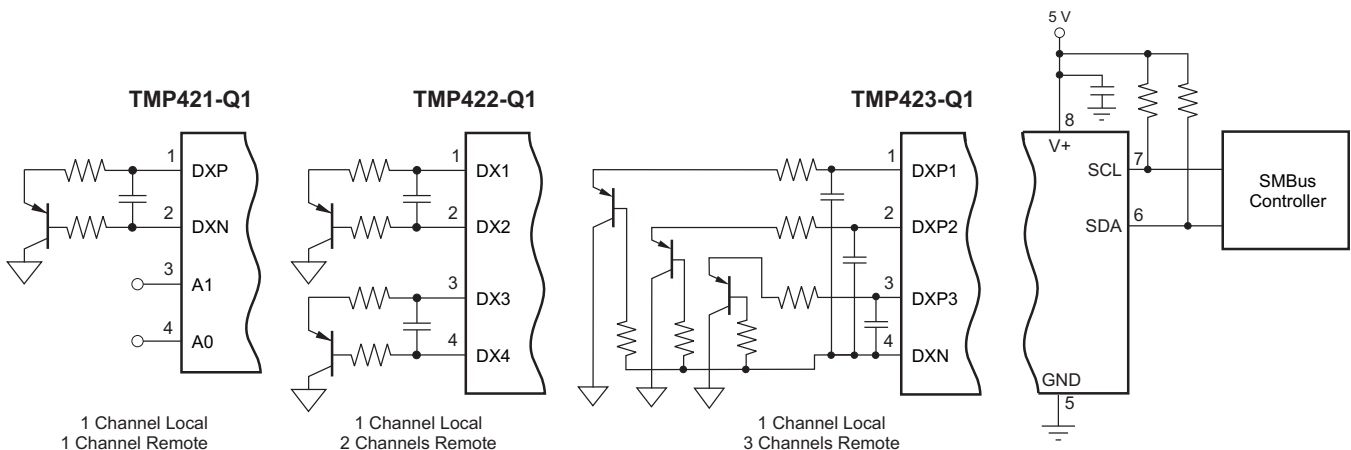 TMP421-Q1
1
DXP
2
DXN
3
A1
4
A0
1 Channel Local
1 Channel Remote
TMP422-Q1
1
DX1
2
DX2
3
DX3
4
DX4
1 Channel Local
2 Channels Remote
TMP423-Q1
1
DXP1
2
DXP2
3
DXP3
4
DXN
1 Channel Local
3 Channels Remote
5 V
8
V+
7
SCL
6
SDA
GND
5
SMBus
Controller